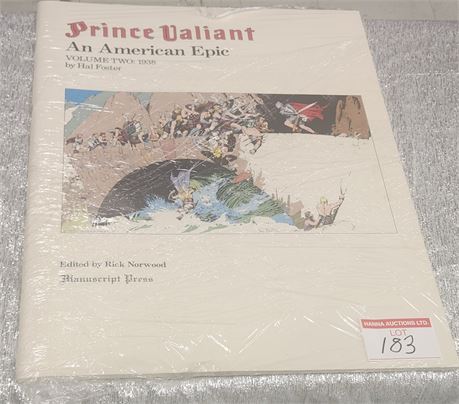 Prince Valiant
An American Epic
VOLUME TWO: 1938
by Hal Foster
Edited by Rick Norwood
Manuscript Press
HANNA AUCTIONS LTD.
LOT
183